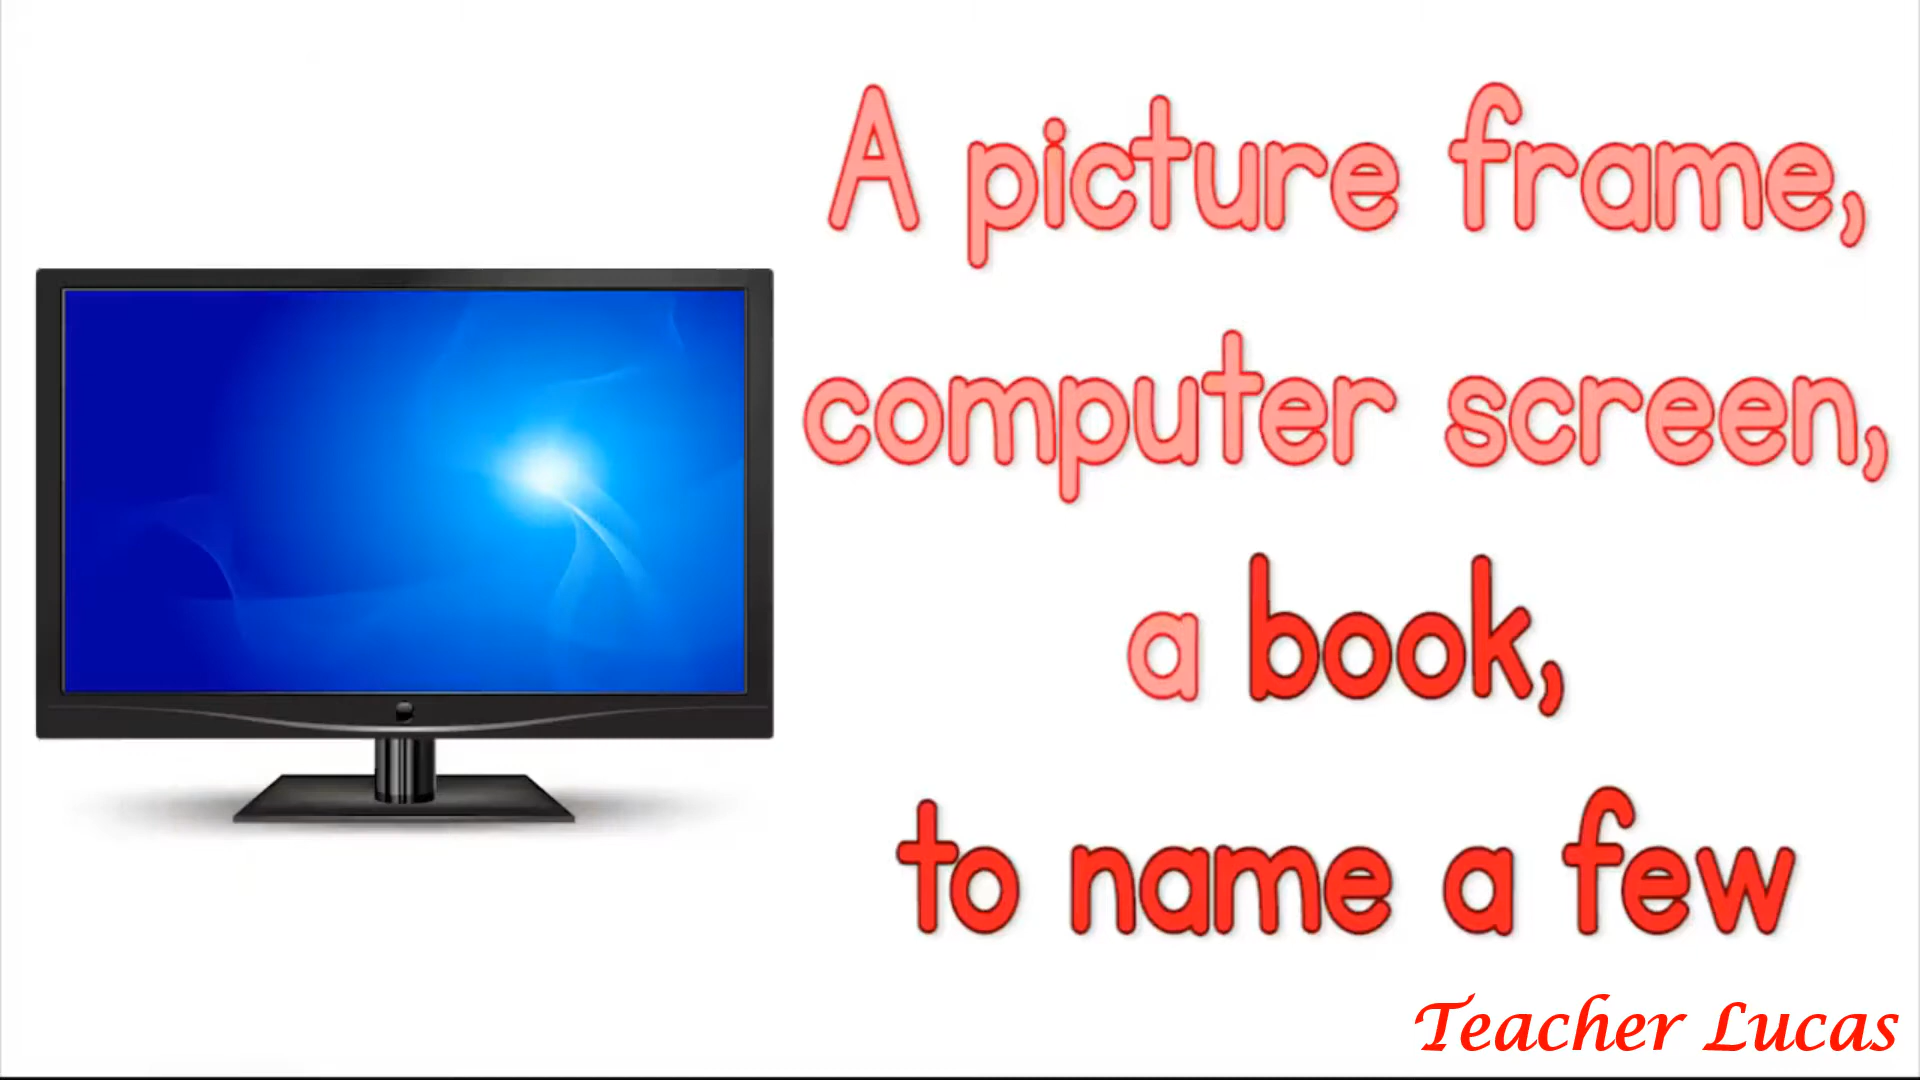 A picture frame,
computer screen,
a book,
to name a few
Teacher Lucas